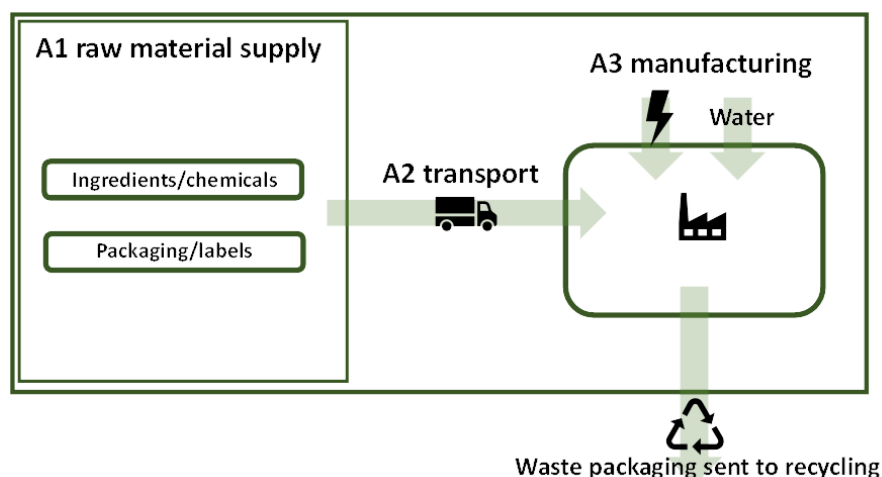 A1 raw material supply
Ingredients/chemicals
Packaging/labels
A2 transport
A3 manufacturing
Water
Waste packaging sent to recycling